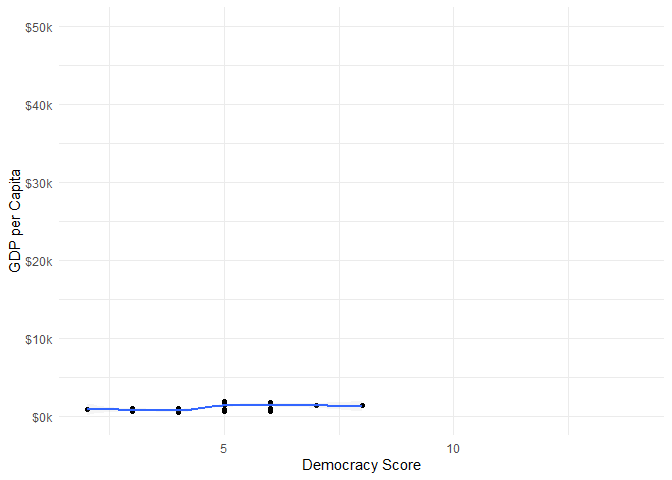 $50k
$40k
$30k
$20k
$10k
$0k
GDP per Capita
5
10
Democracy Score